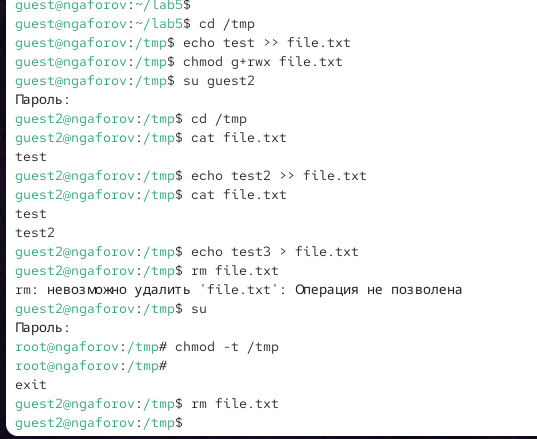 guest@ngaforov:~/lab5$
guest@ngaforov:~/lab5$ cd /tmp
guest@ngaforov:/tmp$ echo test >> file.txt
guest@ngaforov:/tmp$ chmod g+rwx file.txt
guest@ngaforov:/tmp$ su guest2
Пароль:
guest2@ngaforov:/tmp$ cd /tmp
guest2@ngaforov:/tmp$ cat file.txt
test
guest2@ngaforov:/tmp$ echo test2 >> file.txt
guest2@ngaforov:/tmp$ cat file.txt
test
test2
guest2@ngaforov:/tmp$ echo test3 > file.txt
guest2@ngaforov:/tmp$ rm file.txt
rm: невозможно удалить 'file.txt': Операция не позволена
guest2@ngaforov:/tmp$ su
Пароль:
root@ngaforov:/tmp# chmod -t /tmp
root@ngaforov:/tmp#
exit
guest2@ngaforov:/tmp$ rm file.txt
guest2@ngaforov:/tmp$